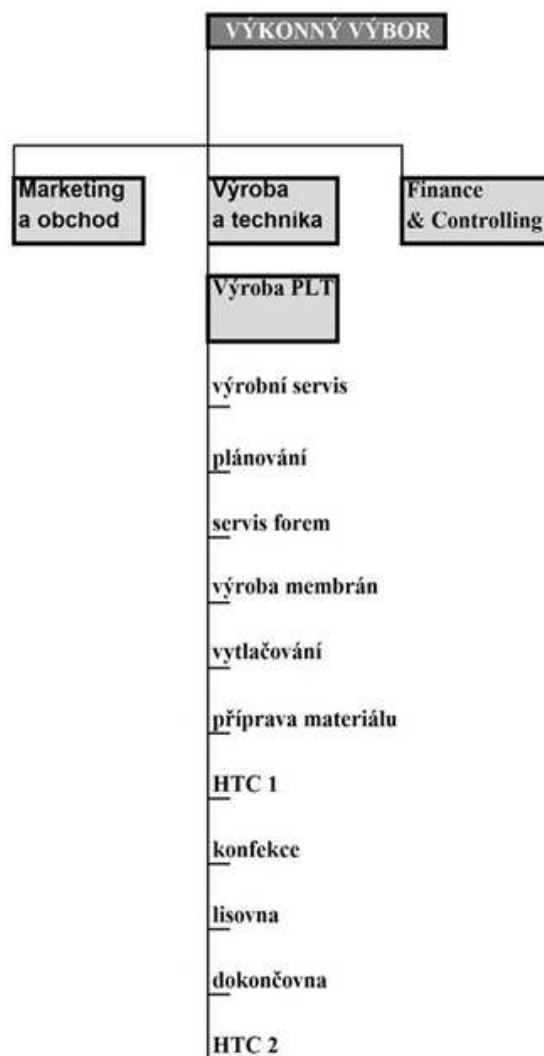 VÝKONNÝ VÝBOR
Marketing
a obchod
Výroba
a technika
Finance
& Controlling
Výroba PLT
výrobní servis
plánování
servis forem
výroba membrán
vytlačování
příprava materiálu
HTC 1
konfekce
lisovna
dokončovna
HTC 2